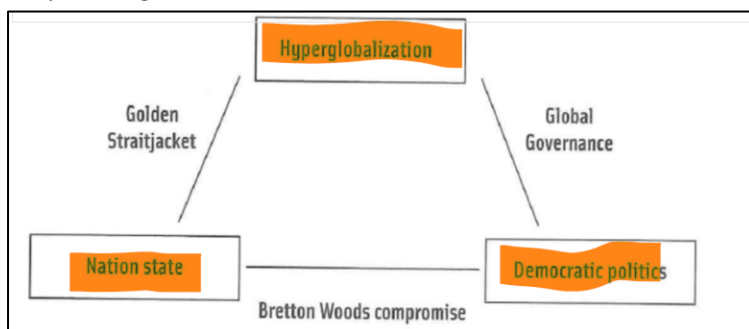 Hyperglobalization
Golden
Straitjacket
Global
Governance
Nation state
Democratic politics
Bretton Woods compromise